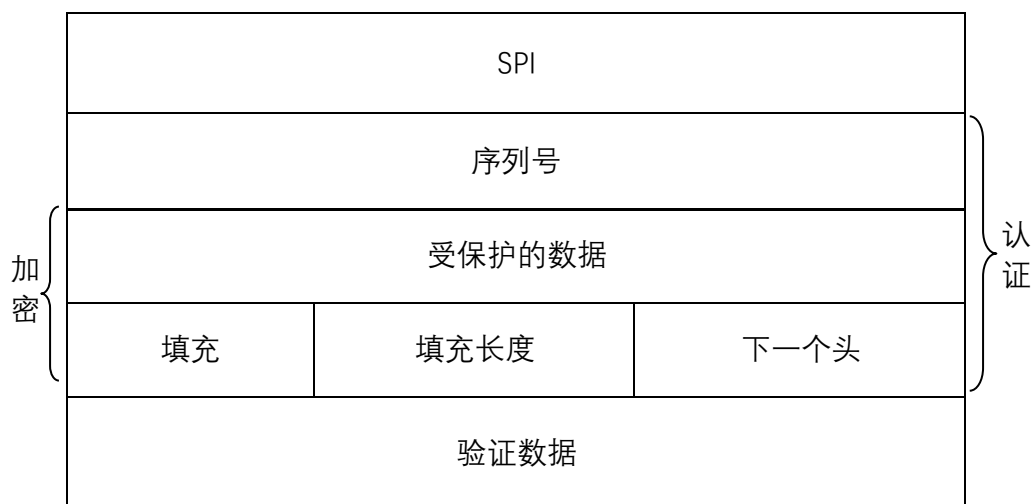 SPI
序列号
受保护的数据
加
密
认
证
填充
填充长度
下一个头
验证数据